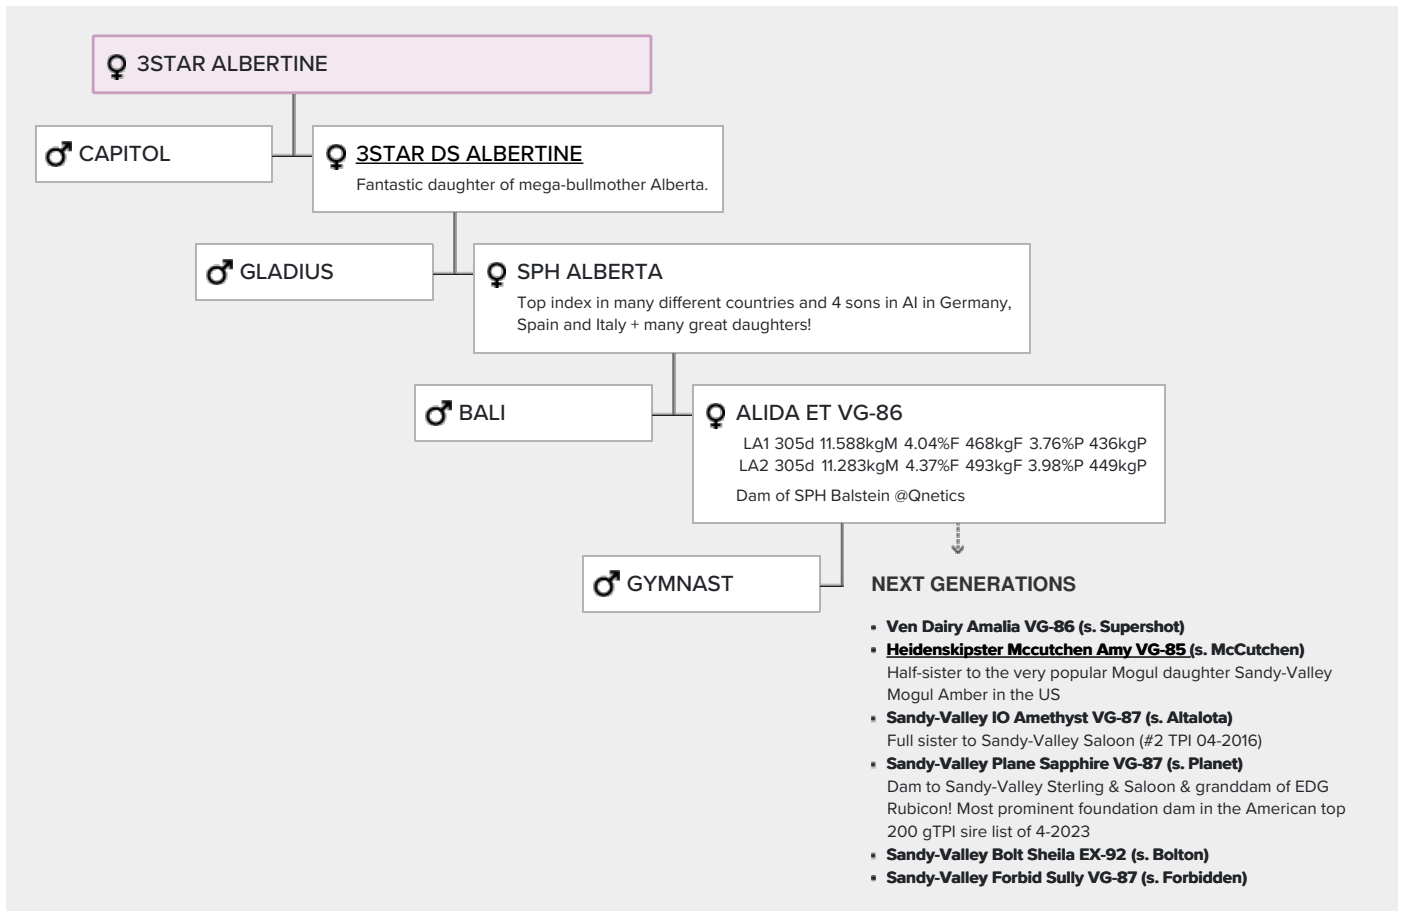 3STAR ALBERTINE
CAPITOL
3STAR DS ALBERTINE
Fantastic daughter of mega-bullmother Alberta.
GLADIUS
SPH ALBERTA
Top index in many different countries and 4 sons in AI in Germany,
Spain and Italy + many great daughters!
BALI
ALIDA ET VG-86
LA1 305d 11.588kgM 4.04%F 468kgF 3.76%P 436kgP
LA2 305d 11.283kgM 4.37%F 493kgF 3.98%P 449kgP
Dam of SPH Balstein @Qnetics
GYMNAST
NEXT GENERATIONS
Ven Dairy Amalia VG-86 (s. Supershot)
Heidenskipster Mccutchen Amy VG-85 (s. McCutchen)
Half-sister to the very popular Mogul daughter Sandy-Valley
Mogul Amber in the US
Sandy-Valley IO Amethyst VG-87 (s. AltaIota)
Full sister to Sandy-Valley Saloon (#2 TPI 04-2016)
Sandy-Valley Plane Sapphire VG-87 (s. Planet)
Dam to Sandy-Valley Sterling & Saloon & granddam of EDG
Rubicon! Most prominent foundation dam in the American top
200 gTPI sire list of 4-2023
Sandy-Valley Bolt Sheila EX-92 (s. Bolton)
Sandy-Valley Forbid Sully VG-87 (s. Forbidden)